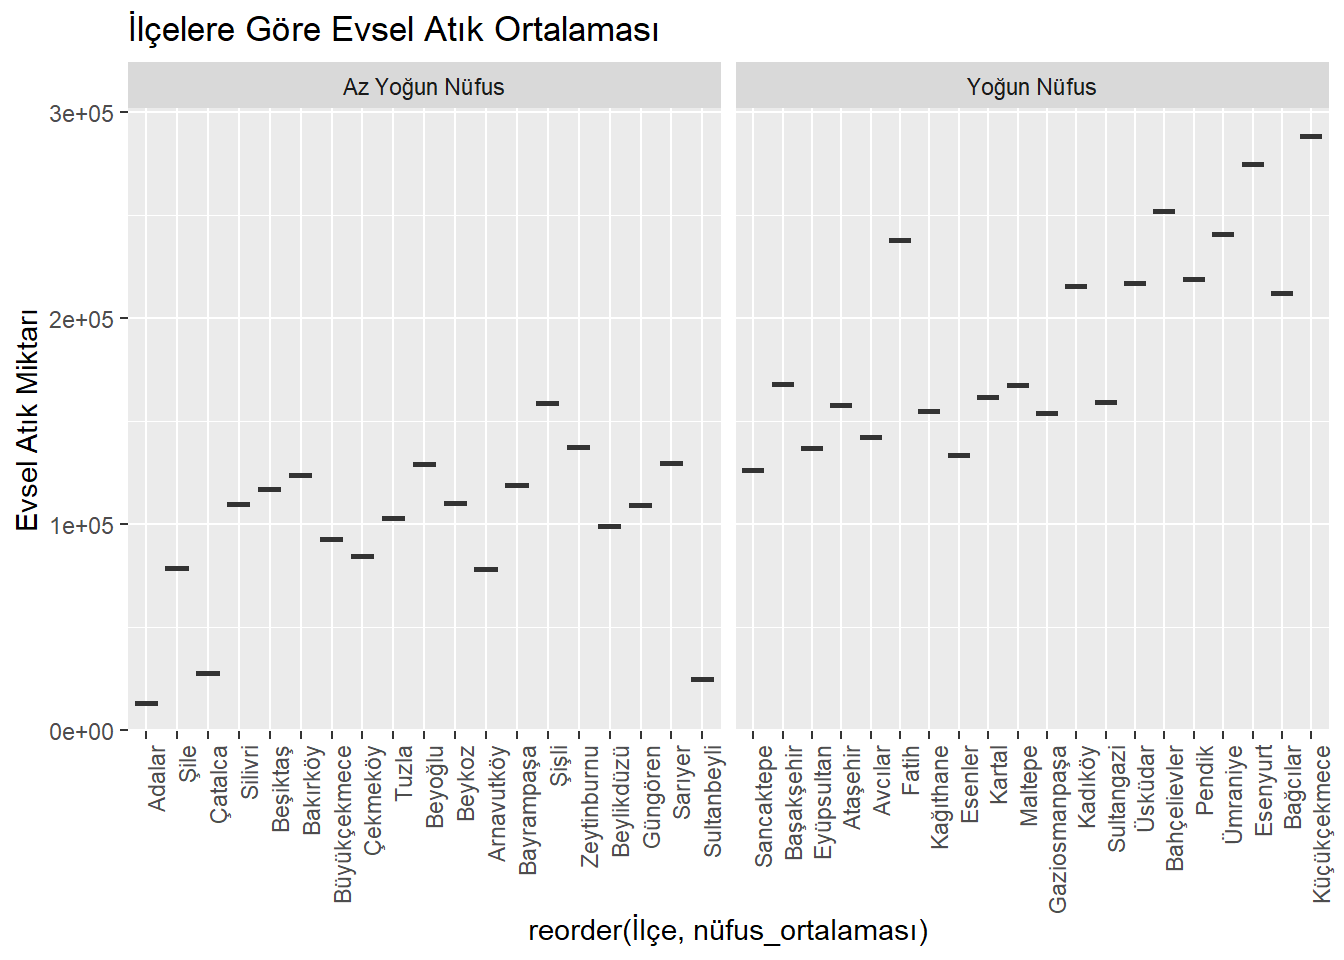 İlçelere Göre Evsel Atık Ortalaması
Az Yoğun Nüfus
Yoğun Nüfus
Evsel Atık Miktarı
3e+05
2e+05
1e+05
0e+00
Adalar
Şile
Çatalca
Silivri
Beşiktaş
Bakırköy
Büyükçekmece
Çekmeköy
Tuzla
Beyoğlu
Beykoz
Arnavutköy
Bayrampaşa
Şişli
Zeytinburnu
Beylikdüzü
Güngören
Sarıyer
Sultanbeyli
Sancaktepe
Başakşehir
Eyüpsultan
Ataşehir
Avcılar
Fatih
Kağıthane
Esenler
Kartal
Maltepe
Gaziosmanpaşa
Kadıköy
Sultangazi
Üsküdar
Bahçelievler
Pendik
Ümraniye
Esenyurt
Bağcılar
Küçükçekmece
reorder(İlçe, nüfus_ortalaması)